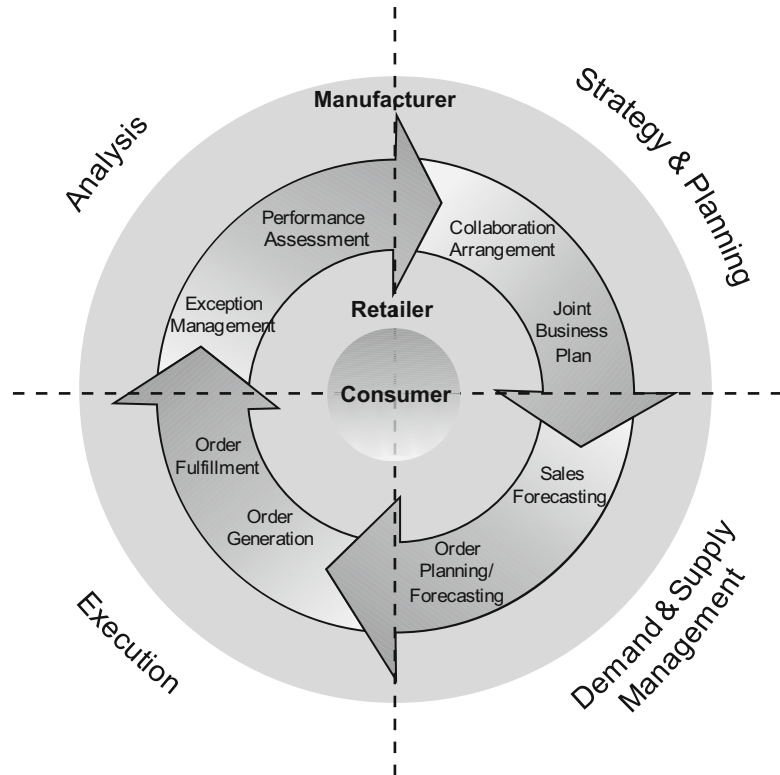 Manufacturer
Analysis
Strategy & Planning
Performance
Assessment
Collaboration
Arrangement
Exception
Management
Retailer
Joint
Business
Plan
Consumer
Order
Fulfillment
Sales
Forecasting
Order
Generation
Order
Planning/
Forecasting
Execution
Demand & Supply
Management